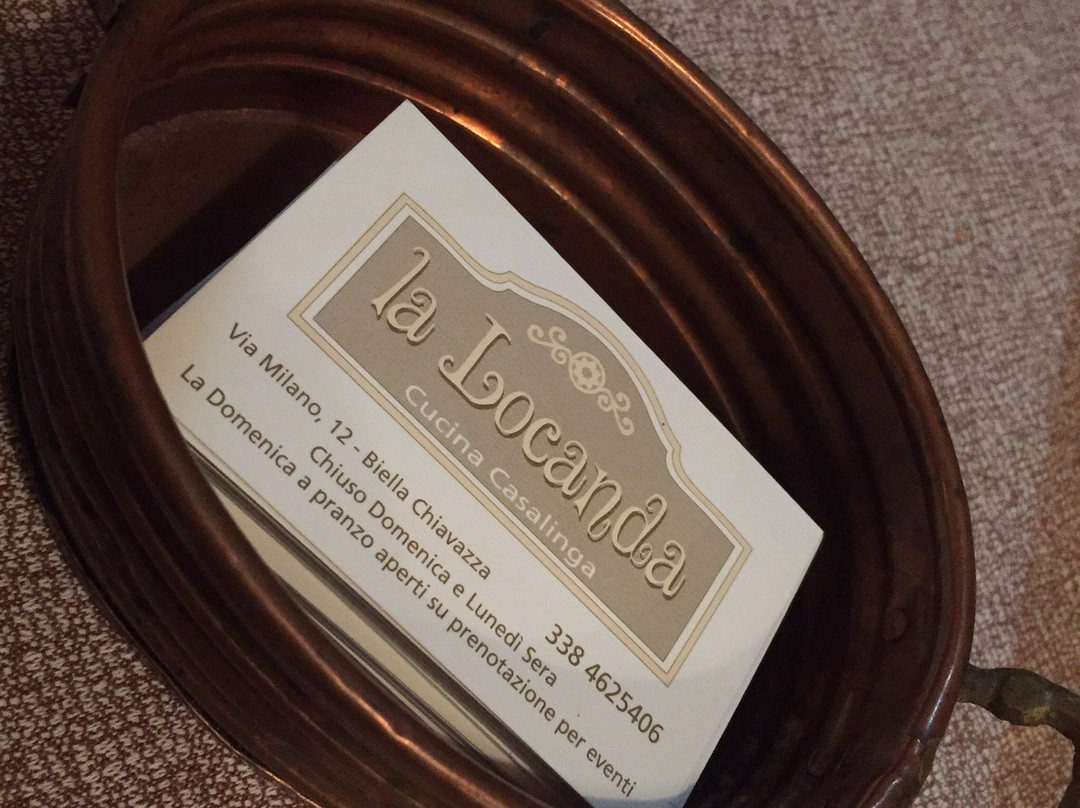 la Locanda
Cucina Casalinga
Via Milano, 12 - Biella Chiavazza 338 4625406
Chiuso Domenica e Lunedì Sera
La Domenica a pranzo aperti su prenotazione per eventi